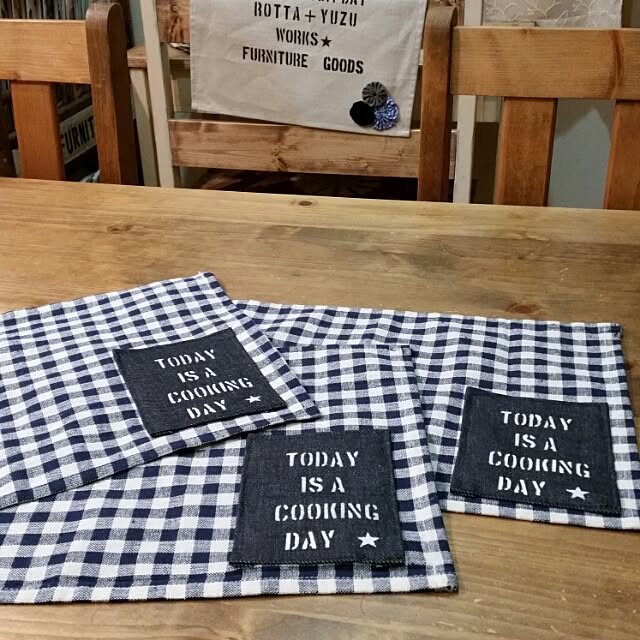 ROTTA+YUZU
WORKS★
FURNITURE GOODS
TODAY
IS A
COOKING
DAY ★
TODAY
IS A
COOKING
DAY ★
TODAY
IS A
COOKING
DAY ★